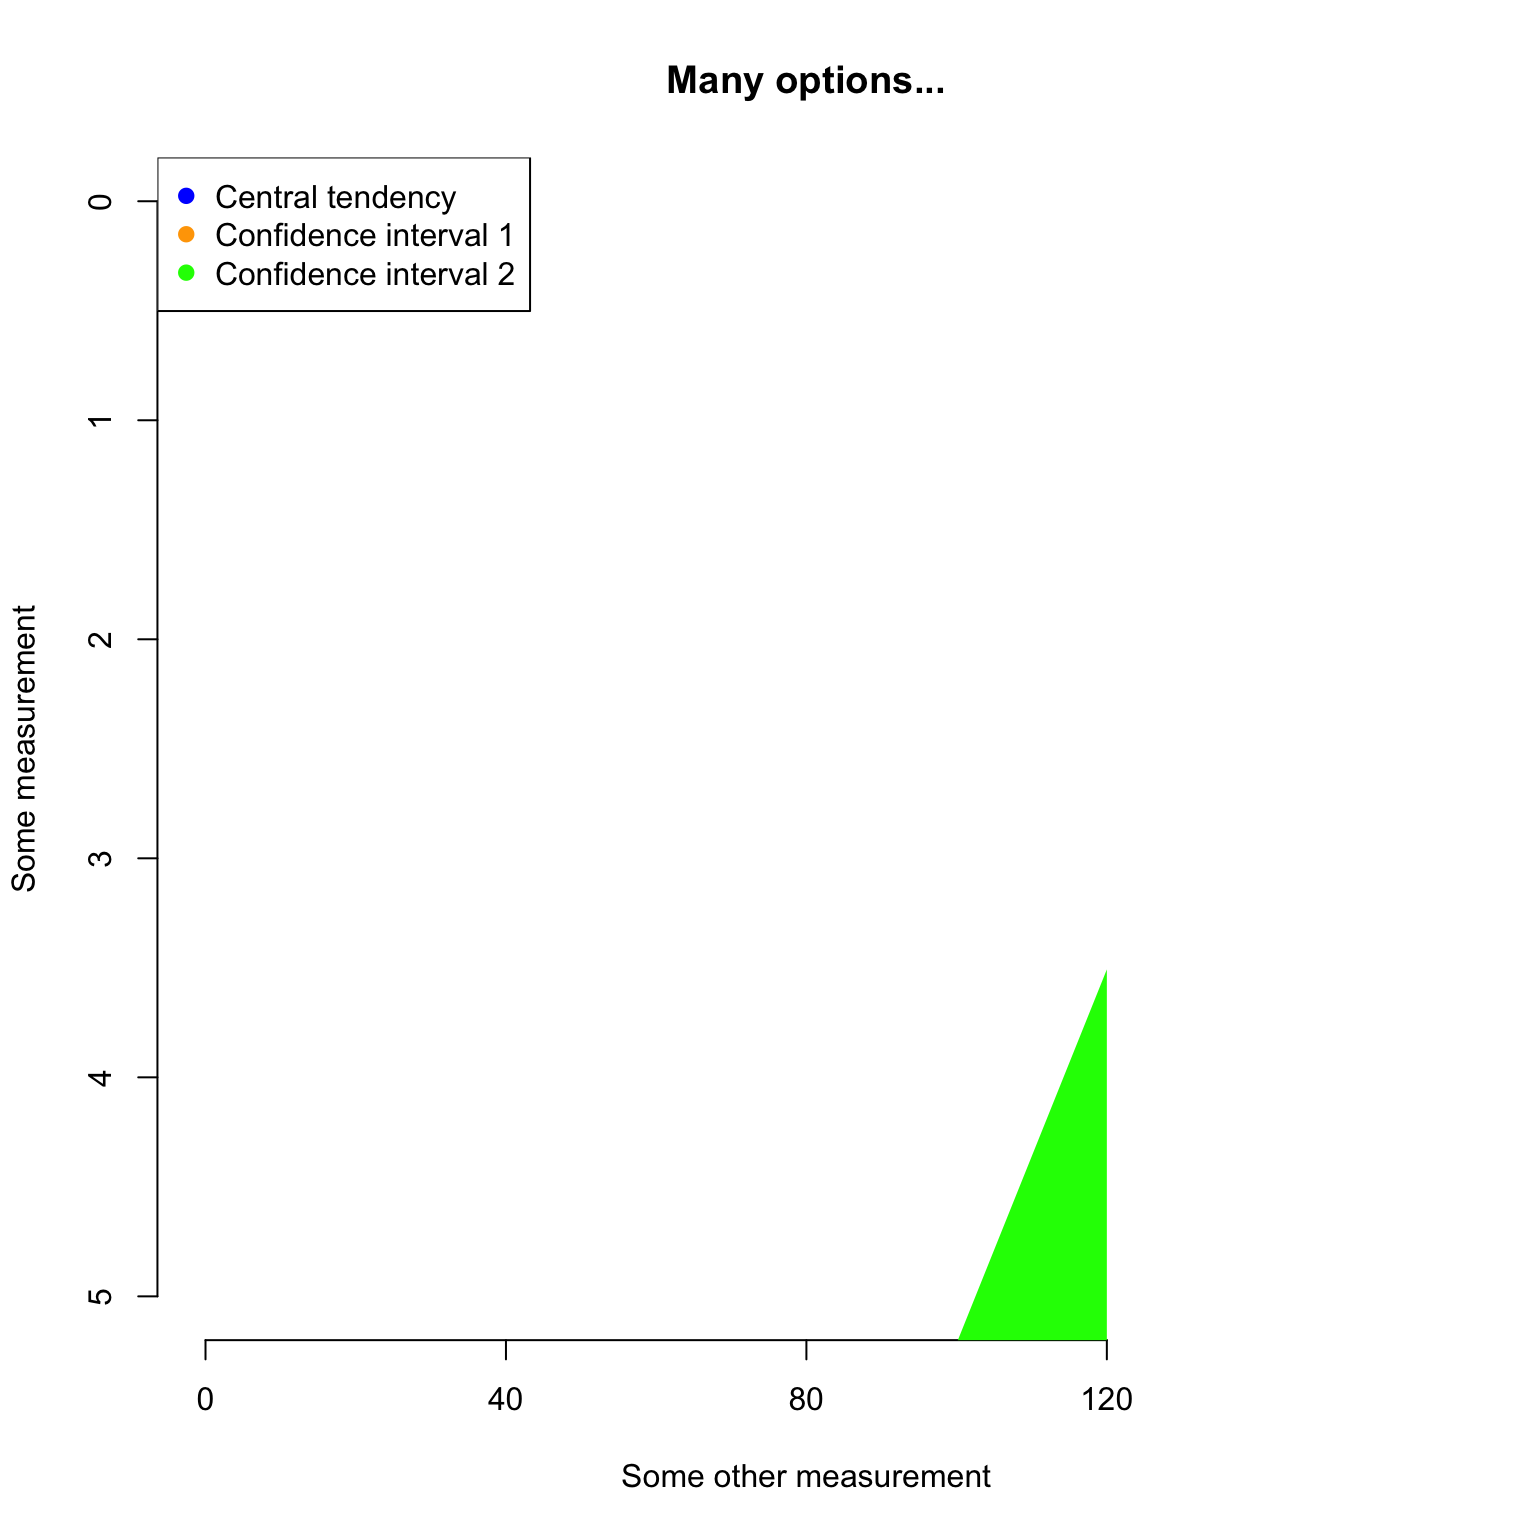 Many options...
Central tendency
Confidence interval 1
Confidence interval 2
0
1
2
3
4
5
Some measurement
0
40
80
120
Some other measurement